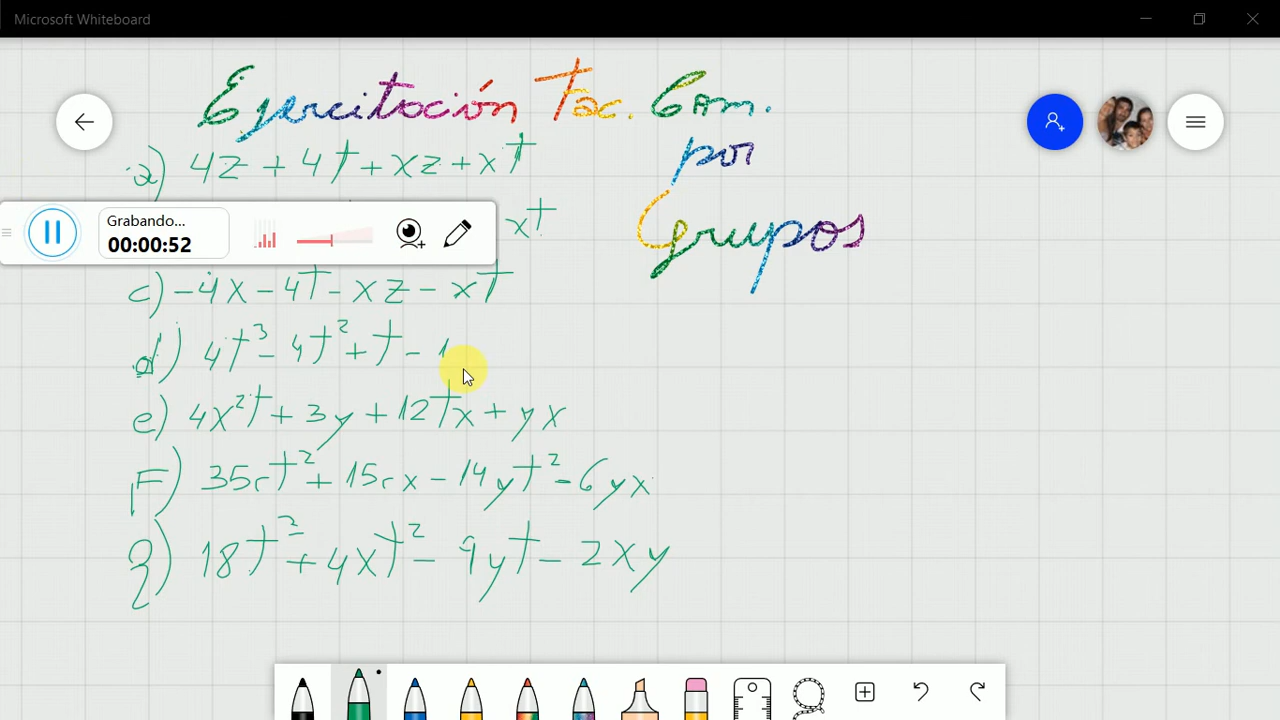 Microsoft Whiteboard
Ejercitación Fac. Com.
por
Grupos
a) 4z + 4t + xz + xt
Grabando...
00:00:52
xt
c) -4x - 4t - xz - xt
d) 4t³ - 4t² + t - 1
e) 4x²t + 3y + 12tx + yx
F) 35rt² + 15rx - 14yt² - 6yx
g) 18t³ + 4xt² - 9yt - 2xy